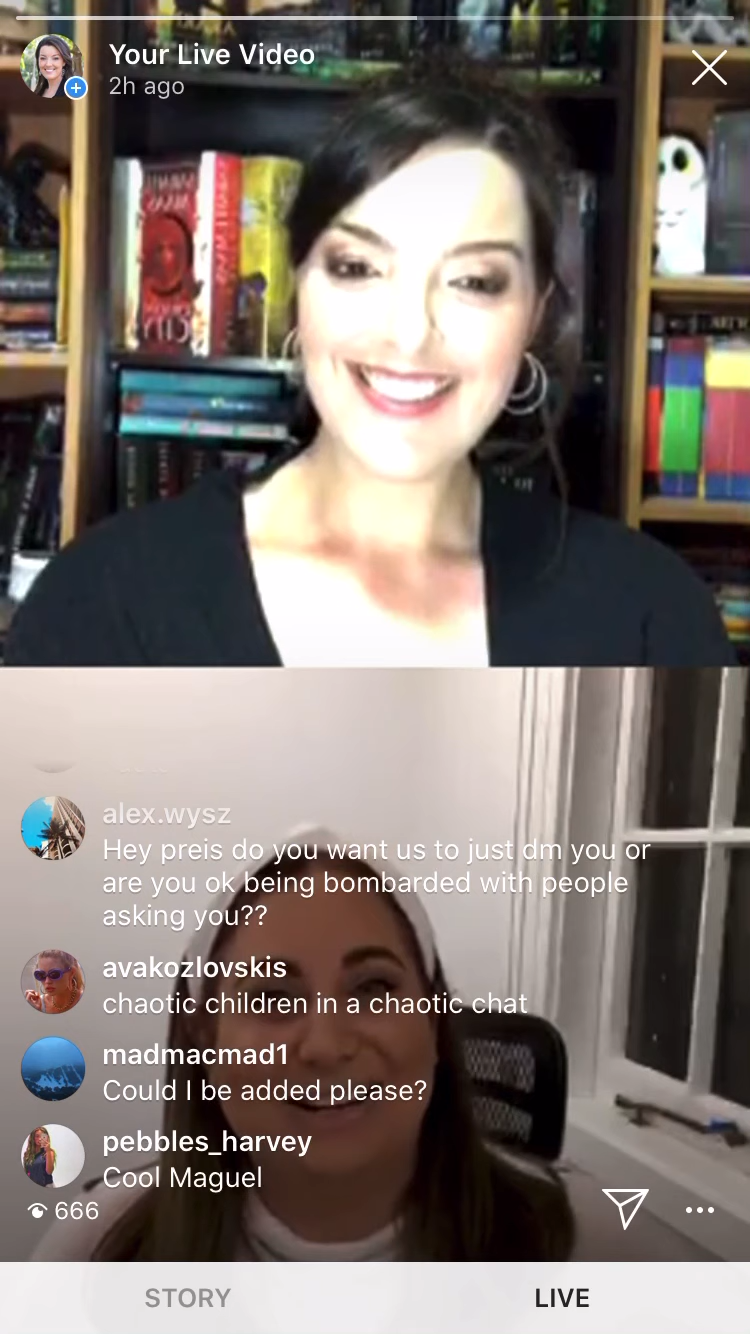 Your Live Video
2h ago
alex.wysz
Hey preis do you want us to just dm you or
are you ok being bombarded with people
asking you??
avakozlovskis
chaotic children in a chaotic chat
madmacmad1
Could I be added please?
pebbles_harvey
Cool Maguel
666
STORY
LIVE